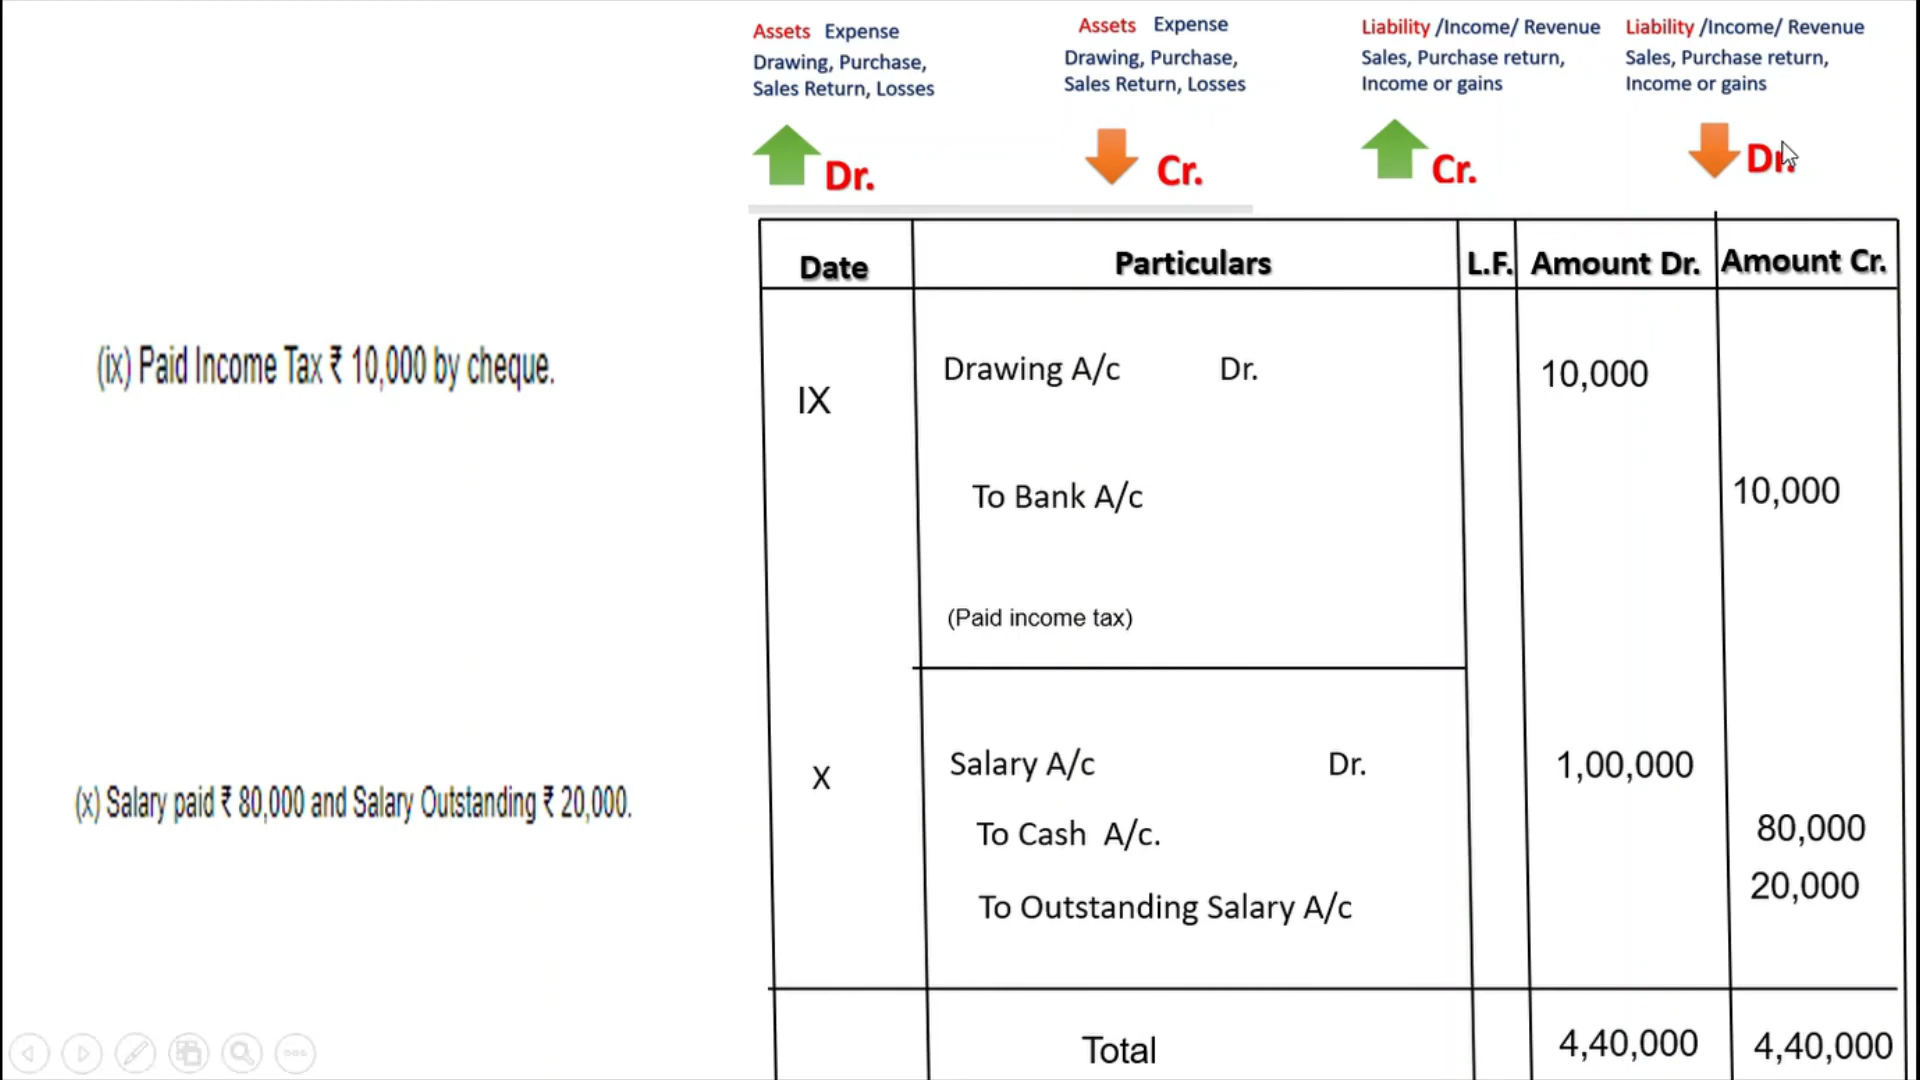 Assets Expense
Drawing, Purchase,
Sales Return, Losses
Dr.
Assets Expense
Drawing, Purchase,
Sales Return, Losses
Cr.
Liability /Income/ Revenue
Sales, Purchase return,
Income or gains
Cr.
Liability /Income/ Revenue
Sales, Purchase return,
Income or gains
Dr.
Date Particulars L.F. Amount Dr. Amount Cr.
(ix) Paid Income Tax ₹ 10,000 by cheque.
IX Drawing A/c Dr. 10,000
To Bank A/c 10,000
(Paid income tax)
(x) Salary paid ₹ 80,000 and Salary Outstanding ₹ 20,000.
X Salary A/c Dr. 1,00,000
To Cash A/c. 80,000
To Outstanding Salary A/c 20,000
Total 4,40,000 4,40,000